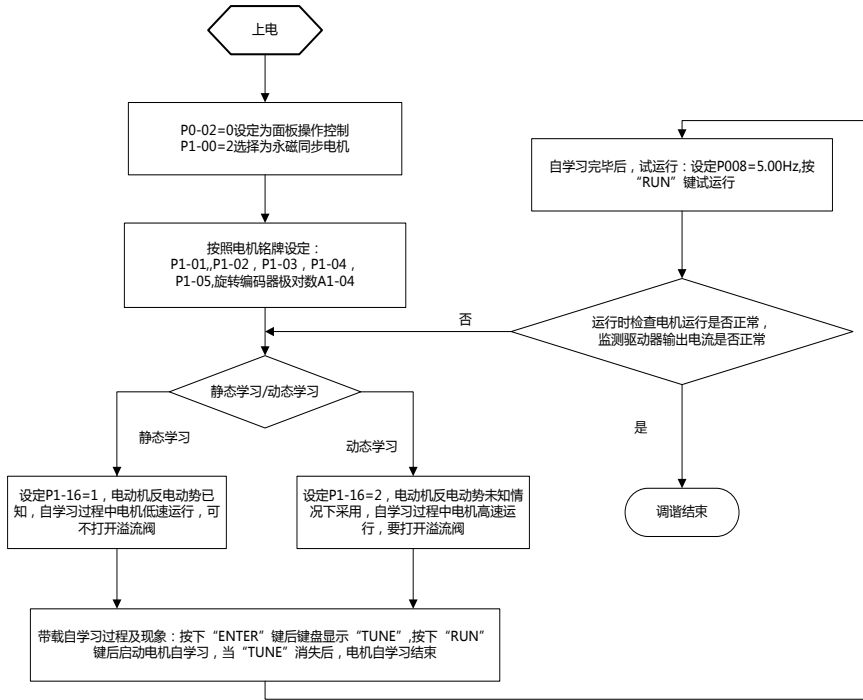 上电
P0-02=0设定为面板操作控制
P1-00=2选择为永磁同步电机
按照电机铭牌设定：
P1-01,,P1-02，P1-03，P1-04，
P1-05,旋转编码器极对数A1-04
静态学习/动态学习
静态学习
动态学习
设定P1-16=1，电动机反电动势已
知，自学习过程中电机低速运行，可
不打开溢流阀
设定P1-16=2，电动机反电动势未知情
况下采用，自学习过程中电机高速运
行，要打开溢流阀
带载自学习过程及现象：按下“ENTER”键后键盘显示“TUNE”,按下“RUN”
键后启动电机自学习，当“TUNE”消失后，电机自学习结束
自学习完毕后，试运行：设定P008=5.00Hz,按
“RUN”键试运行
运行时检查电机运行是否正常，
监测驱动器输出电流是否正常
否
是
调谐结束